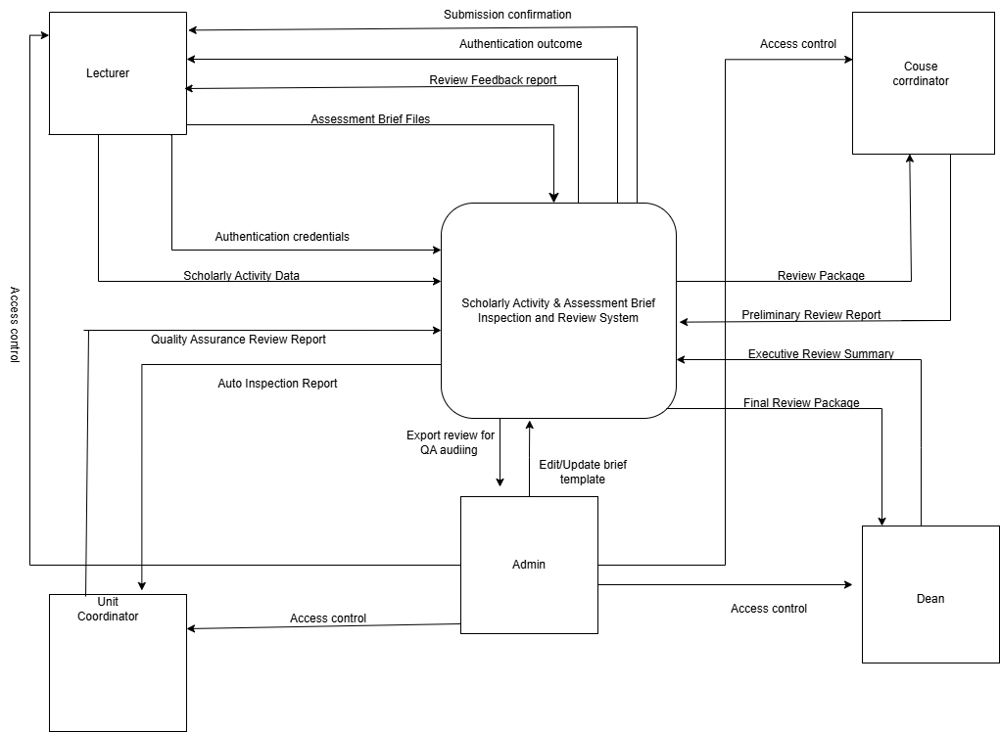 Submission confirmation
Lecturer
Authentication outcome
Access control
Couse
corrdinator
Review Feedback report
Assessment Brief Files
Authentication credentials
Scholarly Activity Data
Review Package
Scholarly Activity & Assessment Brief
Inspection and Review System
Preliminary Review Report
Access control
Quality Assurance Review Report
Executive Review Summary
Auto Inspection Report
Final Review Package
Export review for
QA audiing
Edit/Update brief
template
Admin
Unit
Coordinator
Access control
Access control
Dean